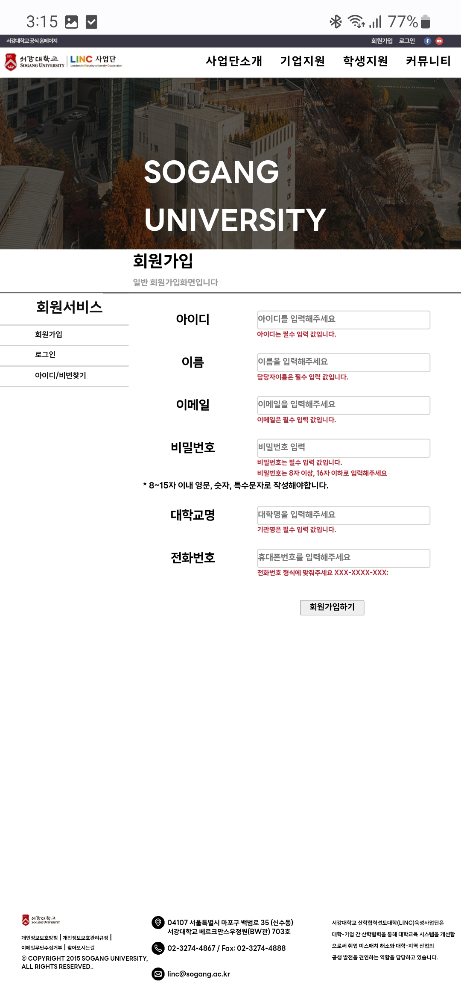 3:15
77%
서강대학교 공식 홈페이지
회원가입 로그인
서강대학교
SOGANG UNIVERSITY
LINC 사업단
Leaders in INdustry-university Cooperation
사업단소개 기업지원 학생지원 커뮤니티
SOGANG
UNIVERSITY
회원가입
일반 회원가입화면입니다
회원서비스
회원가입
로그인
아이디/비번찾기
아이디
아이디를 입력해주세요
아이디는 필수 입력 값입니다.
이름
이름을 입력해주세요
담당자이름은 필수 입력 값입니다.
이메일
이메일을 입력해주세요
이메일은 필수 입력 값입니다.
비밀번호
비밀번호 입력
비밀번호는 필수 입력 값입니다.
비밀번호는 8자 이상, 16자 이하로 입력해주세요
* 8~15자 이내 영문, 숫자, 특수문자로 작성해야합니다.
대학교명
대학명을 입력해주세요
기관명은 필수 입력 값입니다.
전화번호
휴대폰번호를 입력해주세요
전화번호 형식에 맞춰주세요 XXX-XXXX-XXX:
회원가입하기
서강대학교
SOGANG UNIVERSITY
개인정보보호방침 | 개인정보보호관리규정 |
이메일무단수집거부 | 찾아오시는길
© COPYRIGHT 2015 SOGANG UNIVERSITY,
ALL RIGHTS RESERVED..
04107 서울특별시 마포구 백범로 35 (신수동)
서강대학교 베르크만스우정원(BW관) 703호
02-3274-4867 / Fax: 02-3274-4888
linc@sogang.ac.kr
서강대학교 산학협력선도대학(LINC)육성사업단은
대학-기업 간 산학협력을 통해 대학교육 시스템을 개선함
으로써 취업 미스매치 해소와 대학-지역 산업의
공생 발전을 견인하는 역할을 담당하고 있습니다.